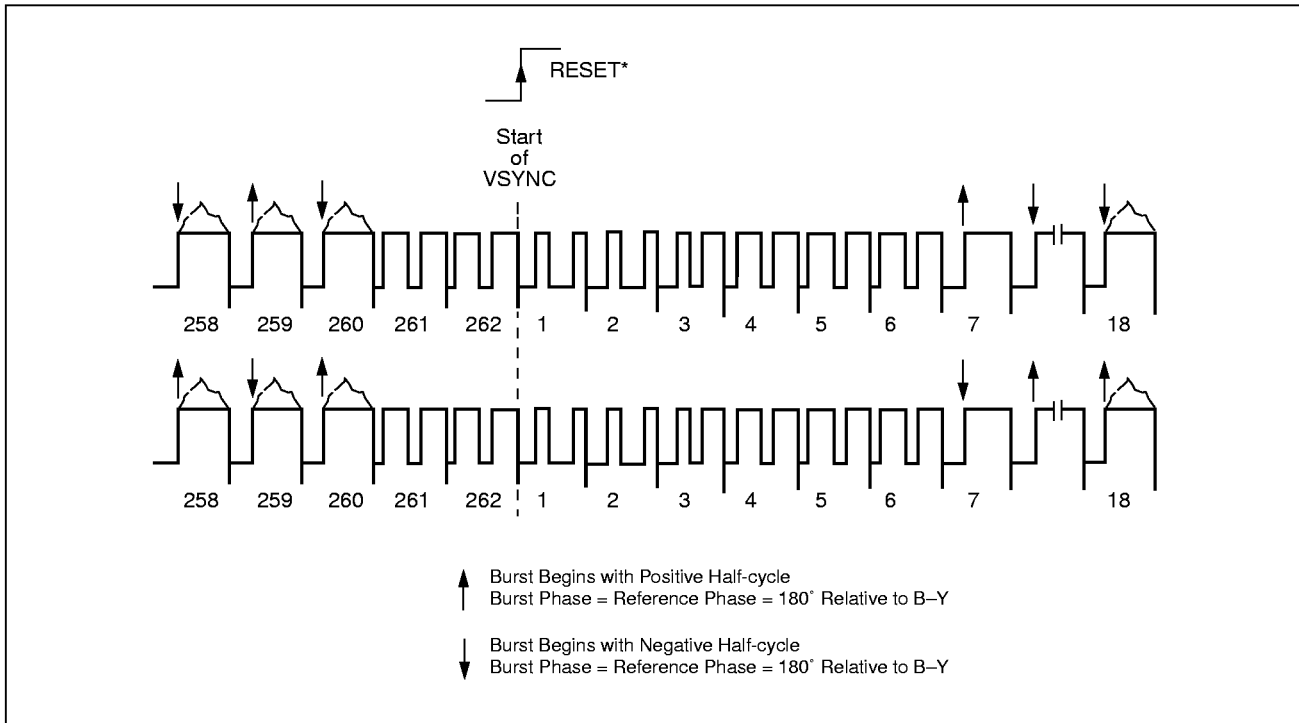 RESET*
Start
of
VSYNC
258 259 260 261 262 1 2 3 4 5 6 7 18
258 259 260 261 262 1 2 3 4 5 6 7 18
Burst Begins with Positive Half-cycle
Burst Phase = Reference Phase = 180° Relative to B–Y
Burst Begins with Negative Half-cycle
Burst Phase = Reference Phase = 180° Relative to B–Y